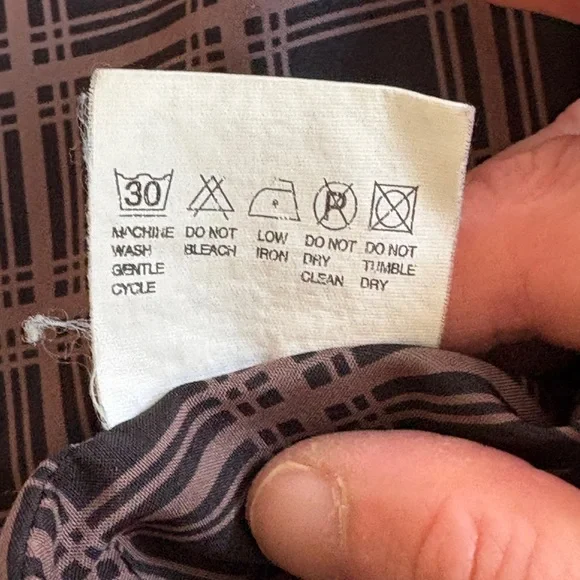 30 P
MACHINE WASH GENTLE CYCLE
DO NOT BLEACH
LOW IRON
DO NOT DRY CLEAN
DO NOT TUMBLE DRY